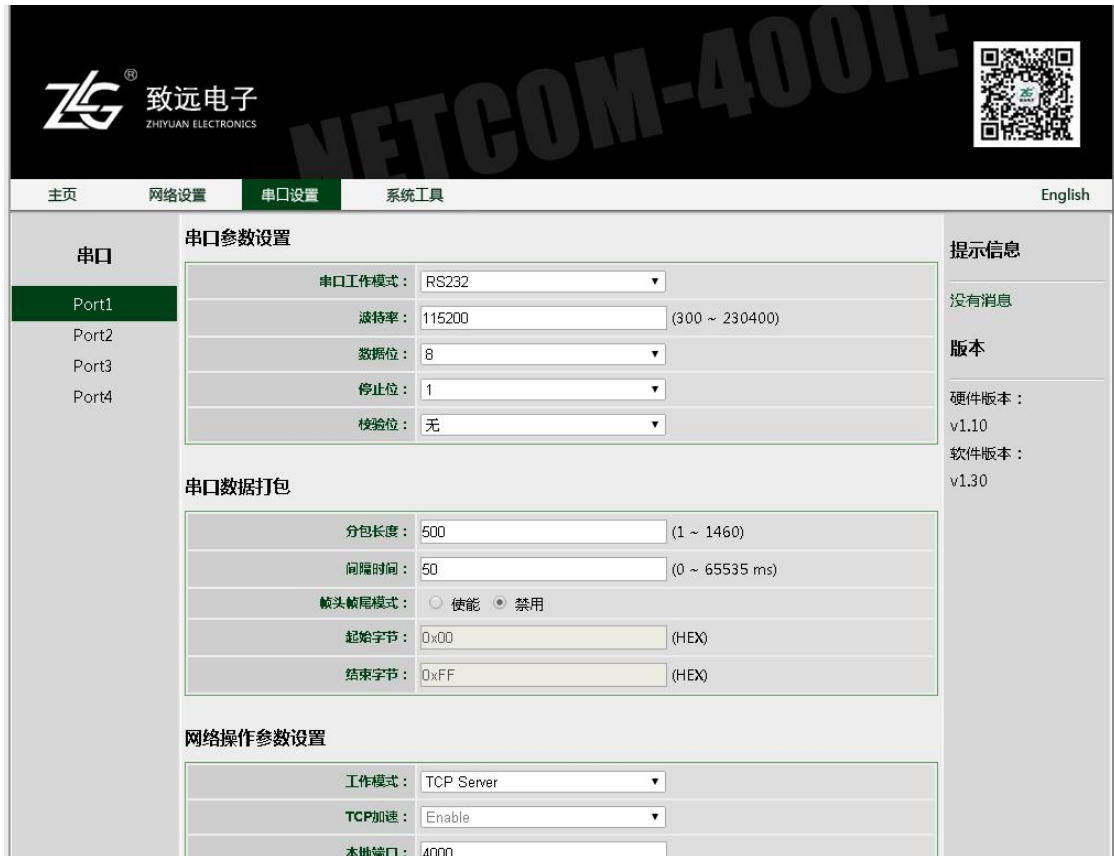 NETCOM-400IE
ZLG® 致远电子
ZHIYUAN ELECTRONICS
主页 网络设置 串口设置 系统工具 English
串口
Port1
Port2
Port3
Port4
串口参数设置
串口工作模式： RS232
波特率： 115200 (300 ~ 230400)
数据位： 8
停止位： 1
校验位： 无
串口数据打包
分包长度： 500 (1 ~ 1460)
间隔时间： 50 (0 ~ 65535 ms)
帧头帧尾模式： 使能 禁用
起始字节： 0x00 (HEX)
结束字节： 0xFF (HEX)
网络操作参数设置
工作模式： TCP Server
TCP加速： Enable
本地端口： 4000
提示信息
没有消息
版本
硬件版本：
v1.10
软件版本：
v1.30